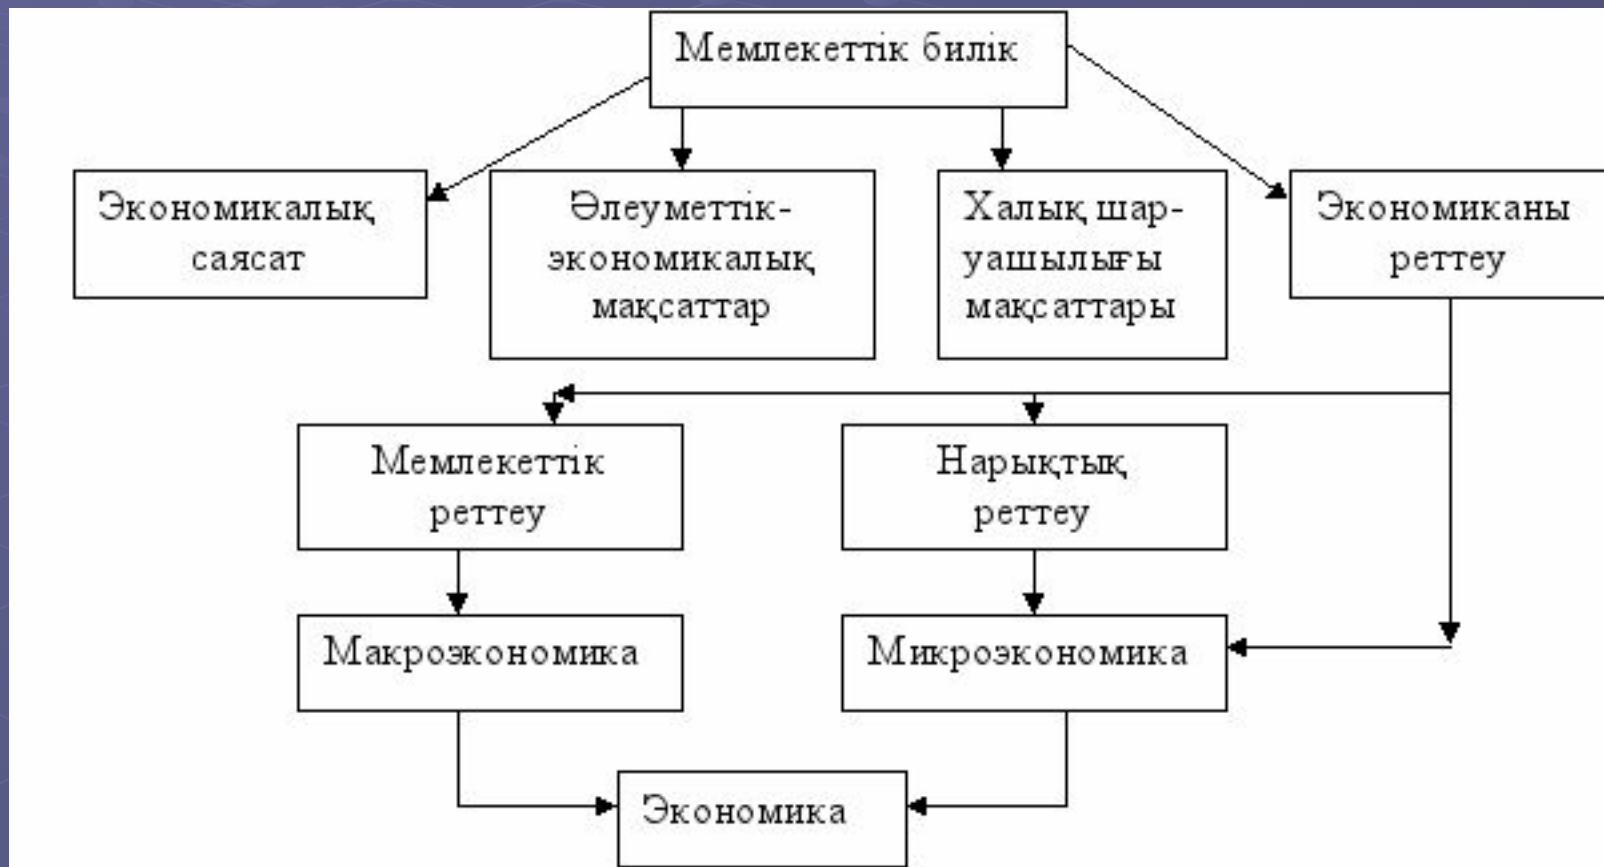 Мемлекеттік билік
Экономикалық
саясат
Әлеуметтік-
экономикалық
мақсаттар
Халық шар-
уашылығы
мақсаттары
Экономиканы
реттеу
Мемлекеттік
реттеу
Нарықтық
реттеу
Макроэкономика
Микроэкономика
Экономика